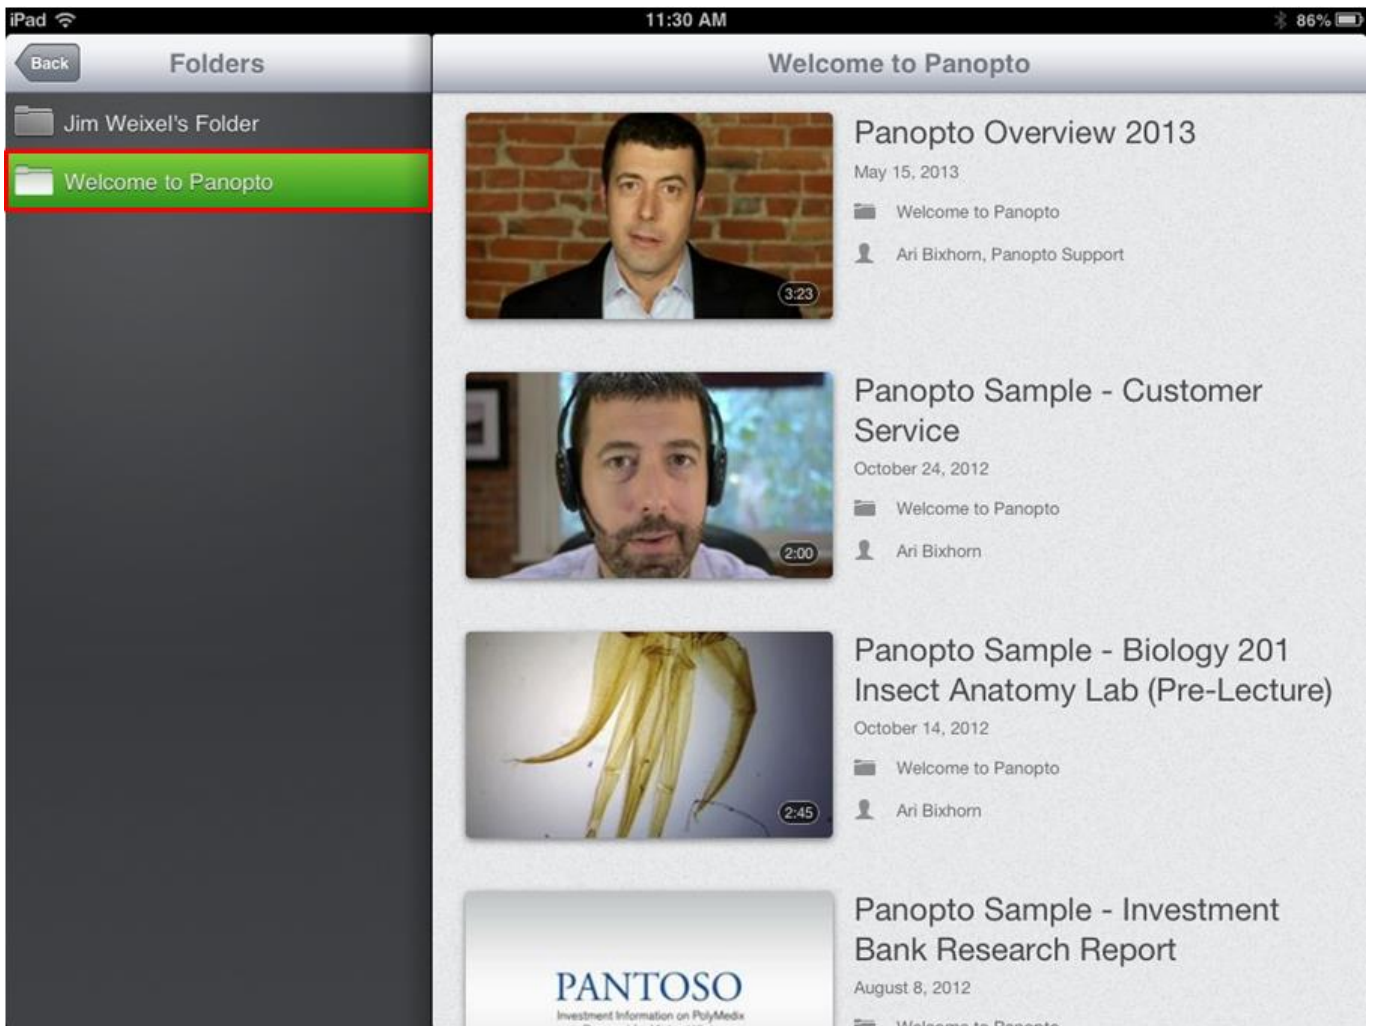 iPad
11:30 AM
86%
Back
Folders
Welcome to Panopto
Jim Weixel's Folder
Welcome to Panopto
Panopto Overview 2013
May 15, 2013
Welcome to Panopto
Ari Bixhorn, Panopto Support
3:23
Panopto Sample - Customer
Service
October 24, 2012
Welcome to Panopto
Ari Bixhorn
2:00
Panopto Sample - Biology 201
Insect Anatomy Lab (Pre-Lecture)
October 14, 2012
Welcome to Panopto
Ari Bixhorn
2:45
Panopto Sample - Investment
Bank Research Report
August 8, 2012
Welcome to Panopto
PANTOSO
Investment Information on PolyMedix